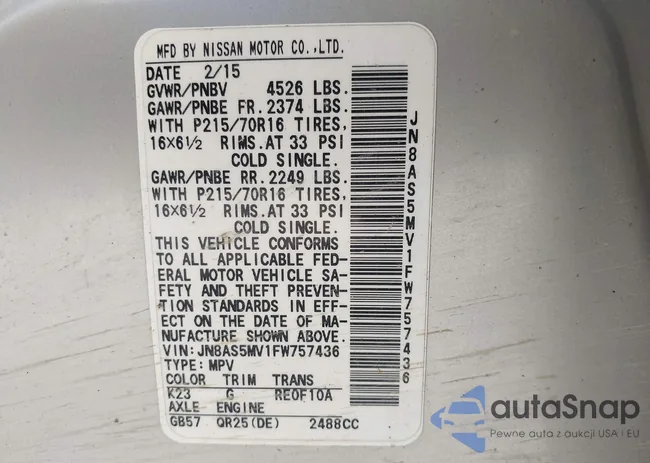 MFD BY NISSAN MOTOR CO.,LTD.
DATE 2/15
GVWR/PNBV 4526 LBS.
GAWR/PNBE FR. 2374 LBS.
WITH P215/70R16 TIRES,
16X6½ RIMS. AT 33 PSI
COLD SINGLE.
GAWR/PNBE RR. 2249 LBS.
WITH P215/70R16 TIRES,
16X6½ RIMS. AT 33 PSI
COLD SINGLE.
THIS VEHICLE CONFORMS
TO ALL APPLICABLE FED-
ERAL MOTOR VEHICLE SA-
FETY AND THEFT PREVEN-
TION STANDARDS IN EFF-
ECT ON THE DATE OF MA-
NUFACTURE SHOWN ABOVE.
VIN: JN8AS5MV1FW757436
TYPE: MPV
COLOR TRIM TRANS
K23 G RE0F10A
AXLE ENGINE
GB57 QR25(DE) 2488CC
JN8AS5MV1FW757436
autoSnap
Pewne auta z aukcji USA i EU